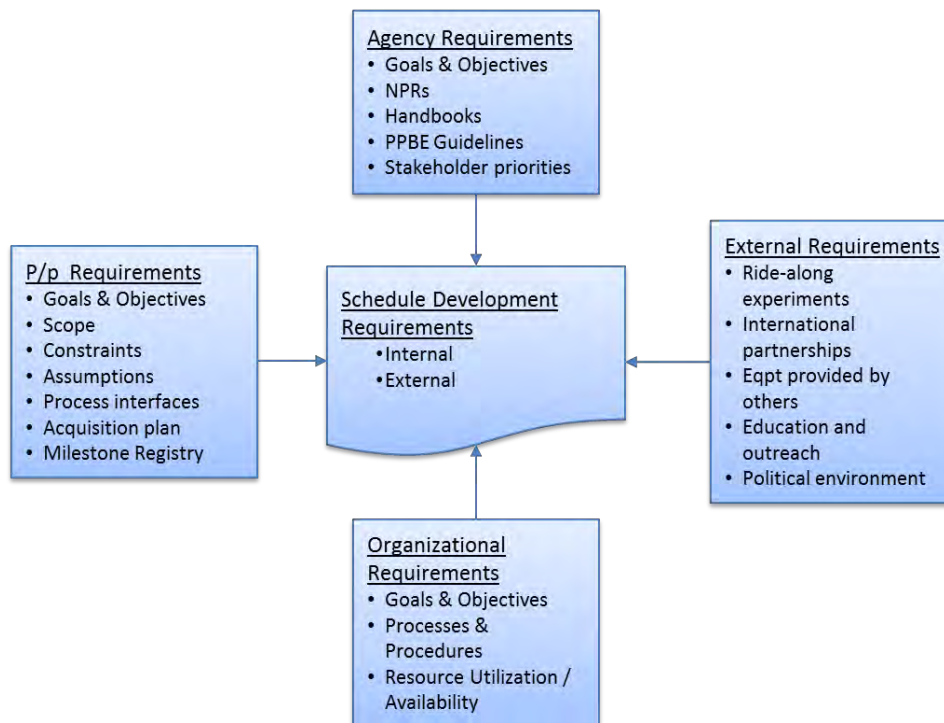 Agency Requirements
• Goals & Objectives
• NPRs
• Handbooks
• PPBE Guidelines
• Stakeholder priorities
P/p Requirements
• Goals & Objectives
• Scope
• Constraints
• Assumptions
• Process interfaces
• Acquisition plan
• Milestone Registry
Schedule Development
Requirements
•Internal
•External
External Requirements
• Ride-along
experiments
• International
partnerships
• Eqpt provided by
others
• Education and
outreach
• Political environment
Organizational
Requirements
• Goals & Objectives
• Processes &
Procedures
• Resource Utilization /
Availability